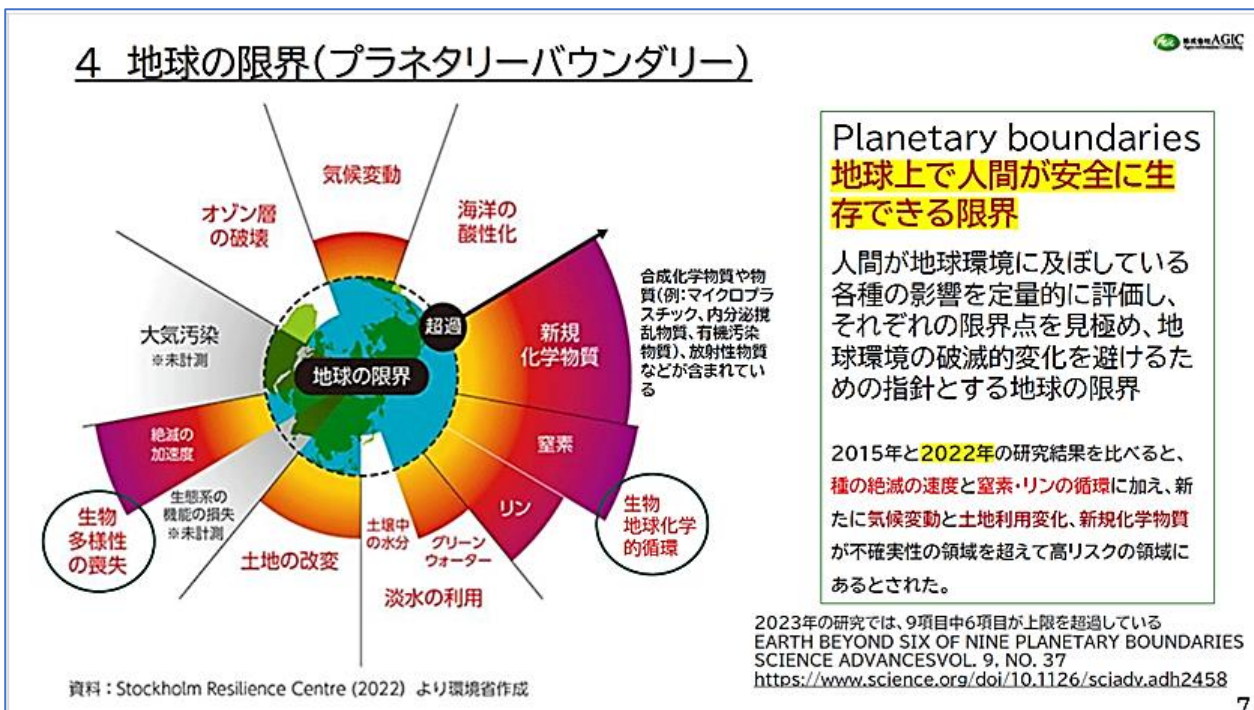 4 地球の限界(プラネタリーバウンダリー)
株式会社AGIC
気候変動
オゾン層
の破壊
海洋の
酸性化
大気汚染
※未計測
超過
新規
化学物質
地球の限界
合成化学物質や物
質(例:マイクロプラ
スチック、内分泌撹
乱物質、有機汚染
物質)、放射性物質
などが含まれてい
る
絶滅の
加速度
窒素
生態系の
機能の損失
※未計測
生物
多様性
の喪失
土地の改変
土壌中
の水分
グリーン
ウォーター
リン
生物
地球化学
的循環
淡水の利用
資料:Stockholm Resilience Centre (2022) より環境省作成
Planetary boundaries
地球上で人間が安全に生
存できる限界
人間が地球環境に及ぼしている
各種の影響を定量的に評価し、
それぞれの限界点を見極め、地
球環境の破滅的変化を避けるた
めの指針とする地球の限界
2015年と2022年の研究結果を比べると、
種の絶滅の速度と窒素・リンの循環に加え、新
たに気候変動と土地利用変化、新規化学物質
が不確実性の領域を超えて高リスクの領域に
あるとされた。
2023年の研究では、9項目中6項目が上限を超過している
EARTH BEYOND SIX OF NINE PLANETARY BOUNDARIES
SCIENCE ADVANCESVOL. 9, NO. 37
https://www.science.org/doi/10.1126/sciadv.adh2458
7